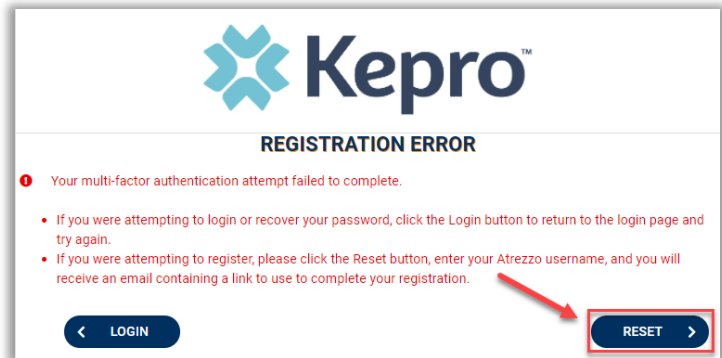 Kepro™
REGISTRATION ERROR
Your multi-factor authentication attempt failed to complete.
• If you were attempting to login or recover your password, click the Login button to return to the login page and
try again.
• If you were attempting to register, please click the Reset button, enter your Atrezzo username, and you will
receive an email containing a link to use to complete your registration.
LOGIN
RESET